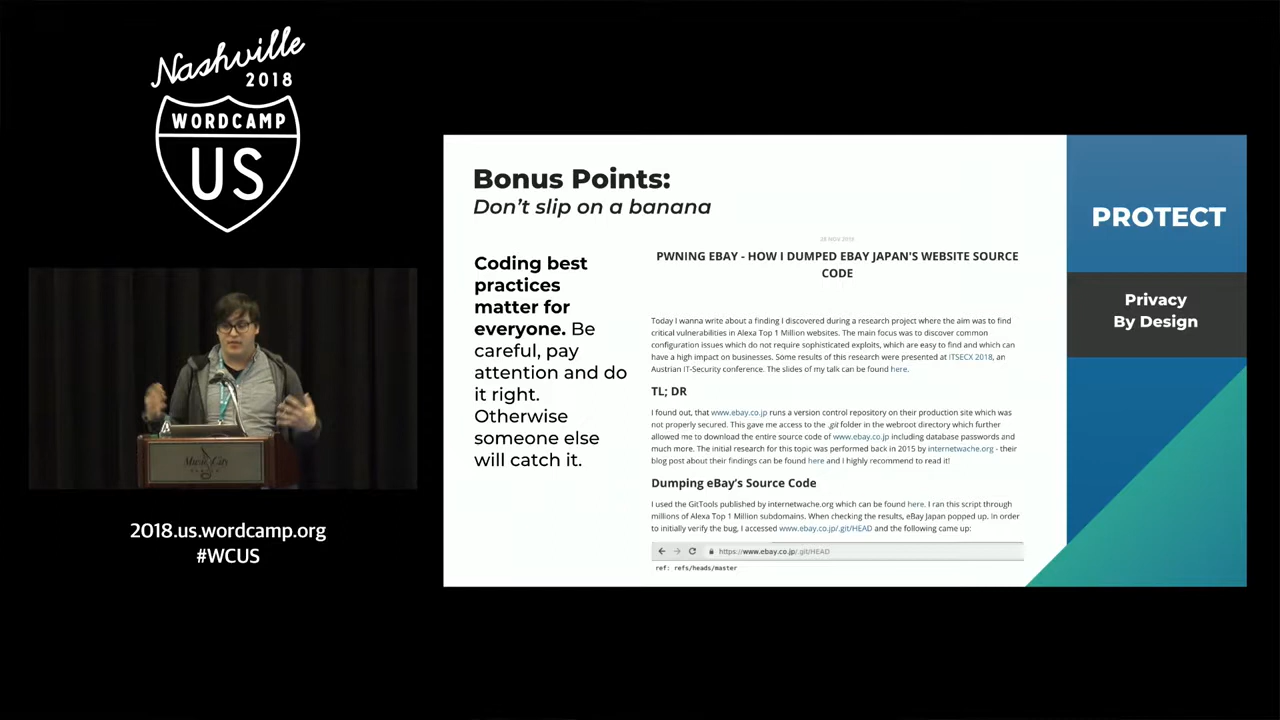 Nashville
2018
WORDCAMP
US
2018.us.wordcamp.org
#WCUS
Bonus Points:
Don't slip on a banana
Coding best
practices
matter for
everyone. Be
careful, pay
attention and do
it right.
Otherwise
someone else
will catch it.
PWNING EBAY - HOW I DUMPED EBAY JAPAN'S WEBSITE SOURCE
CODE
Today I wanna write about a finding I discovered during a research project where the aim was to find
critical vulnerabilities in Alexa Top 1 Million websites. The main focus was to discover common
configuration issues which do not require sophisticated exploits, which are easy to find and which can
have a high impact on businesses. Some results of this research were presented at ITSECX 2018, an
Austrian IT-Security conference. The slides of my talk can be found here.
TL; DR
I found out, that www.ebay.co.jp runs a version control repository on their production site which was
not properly secured. This gave me access to the .git folder in the webroot directory which further
allowed me to download the entire source code of www.ebay.co.jp including database passwords and
much more. The initial research for this topic was performed back in 2015 by internetwache.org - their
blog post about their findings can be found here and I highly recommend to read it!
Dumping eBay's Source Code
I used the GitTools published by internetwache.org which can be found here. I ran this script through
millions of Alexa Top 1 Million subdomains. When checking the results, eBay Japan popped up. In order
to initially verify the bug, I accessed www.ebay.co.jp/.git/HEAD and the following came up:
https://www.ebay.co.jp/.git/HEAD
ref: refs/heads/master
PROTECT
Privacy
By Design